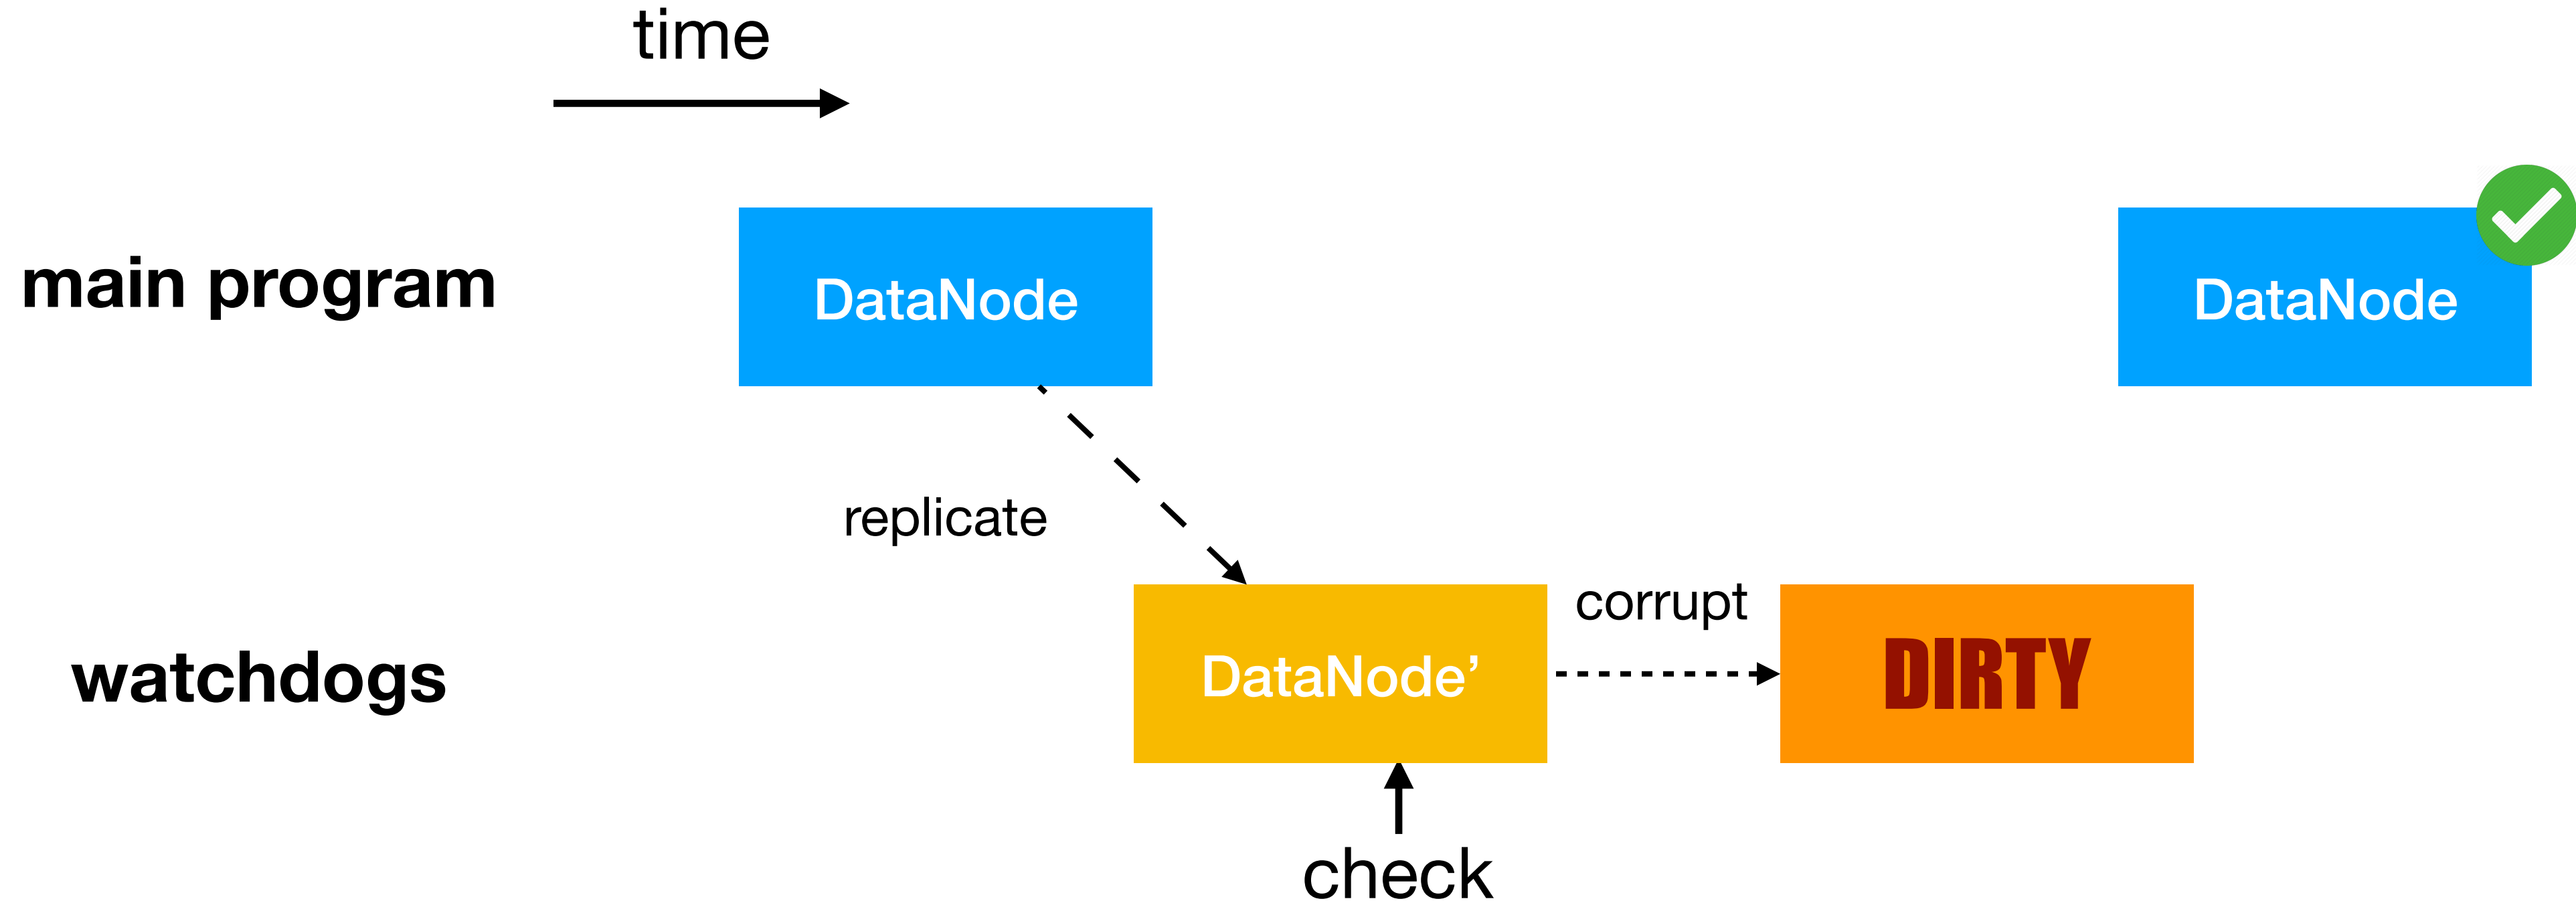 time
main program
DataNode
DataNode
replicate
corrupt
watchdogs
DataNode’
DIRTY
check